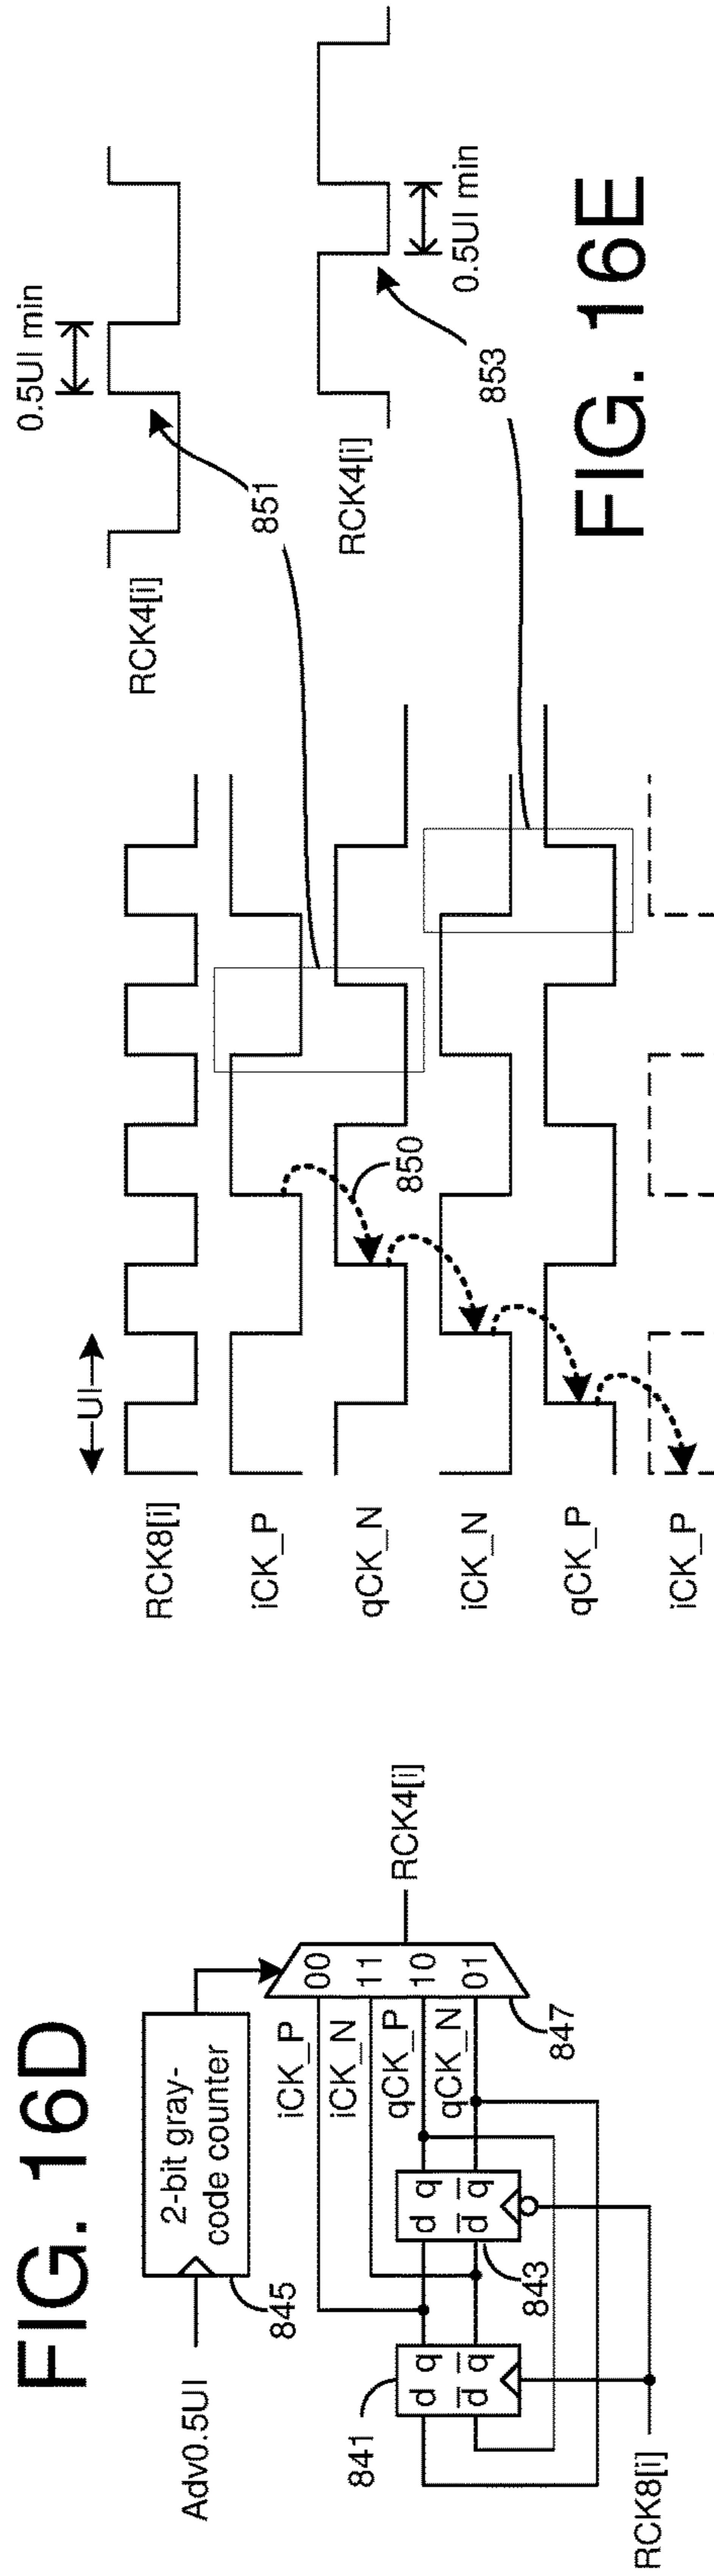 FIG. 16D
Adv0.5UI
2-bit gray-
code counter
845
iCK_P
iCK_N
qCK_P
qCK_N
00
11
10
01
847
RCK4[i]
841
d q
d q
843
d q
d q
RCK8[i]
UI
RCK8[i]
iCK_P
qCK_N
iCK_N
qCK_P
iCK_P
850
851
853
RCK4[i]
0.5UI min
RCK4[i]
0.5UI min
FIG. 16E